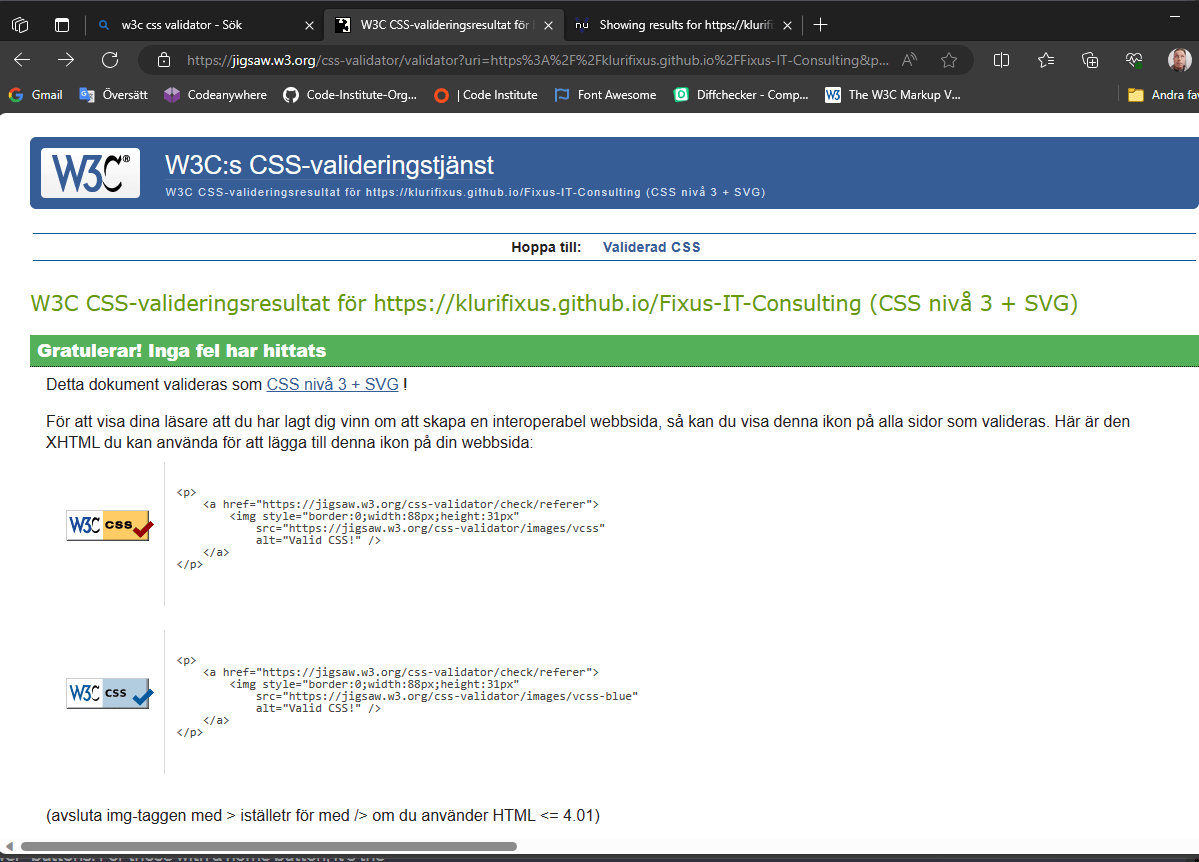 w3c css validator - Sök
W3C CSS-valideringsresultat för
Showing results for https://klurifi
https://jigsaw.w3.org/css-validator/validator?uri=https%3A%2F%2Fklurifixus.github.io%2FFixus-IT-Consulting&p...
Gmail
Översätt
Codeanywhere
Code-Institute-Org...
| Code Institute
Font Awesome
Diffchecker - Comp...
The W3C Markup V...
Andra fav
W3C®
W3C:s CSS-valideringstjänst
W3C CSS-valideringsresultat för https://klurifixus.github.io/Fixus-IT-Consulting (CSS nivå 3 + SVG)
Hoppa till: Validerad CSS
W3C CSS-valideringsresultat för https://klurifixus.github.io/Fixus-IT-Consulting (CSS nivå 3 + SVG)
Gratulerar! Inga fel har hittats
Detta dokument valideras som CSS nivå 3 + SVG !
För att visa dina läsare att du har lagt dig vinn om att skapa en interoperabel webbsida, så kan du visa denna ikon på alla sidor som valideras. Här är den
XHTML du kan använda för att lägga till denna ikon på din webbsida:
W3C css
<p>
<a href="https://jigsaw.w3.org/css-validator/check/referer">
<img style="border:0;width:88px;height:31px"
src="https://jigsaw.w3.org/css-validator/images/vcss"
alt="Valid CSS!" />
</a>
</p>
W3C css
<p>
<a href="https://jigsaw.w3.org/css-validator/check/referer">
<img style="border:0;width:88px;height:31px"
src="https://jigsaw.w3.org/css-validator/images/vcss-blue"
alt="Valid CSS!" />
</a>
</p>
(avsluta img-taggen med > iställetr för med /> om du använder HTML <= 4.01)